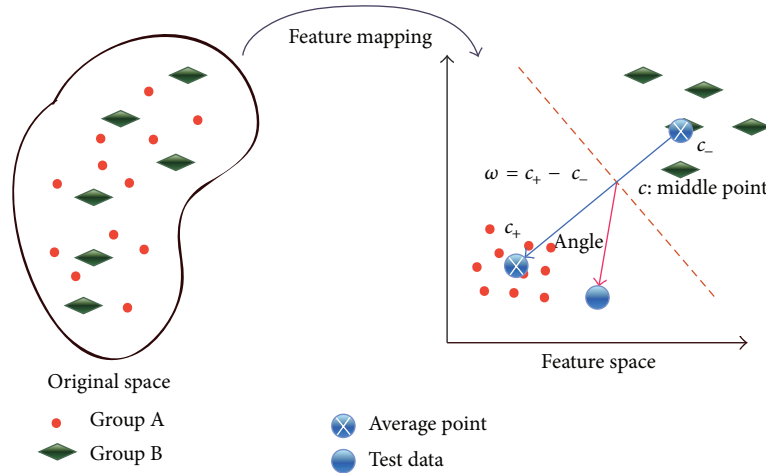 Feature mapping
c₋
ω = c₊ − c₋
c: middle point
c₊
Angle
Feature space
Original space
Group A
Group B
Average point
Test data